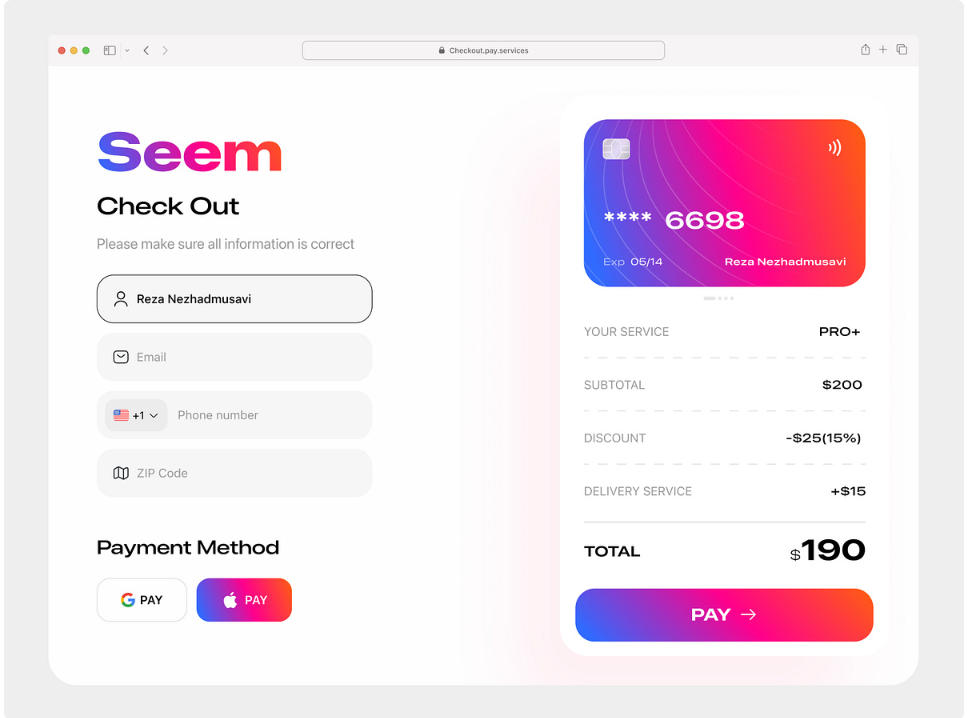 Checkout.pay.services
Seem
Check Out
Please make sure all information is correct
Reza Nezhadmusavi
Email
+1 Phone number
ZIP Code
Payment Method
G PAY
PAY
**** 6698
Exp 05/14 Reza Nezhadmusavi
YOUR SERVICE PRO+
SUBTOTAL $200
DISCOUNT -$25(15%)
DELIVERY SERVICE +$15
TOTAL $190
PAY →